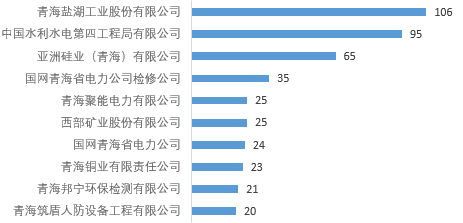 青海盐湖工业股份有限公司 106
中国水利水电第四工程局有限公司 95
亚洲硅业（青海）有限公司 65
国网青海省电力公司检修公司 35
青海聚能电力有限公司 25
西部矿业股份有限公司 25
国网青海省电力公司 24
青海铜业有限责任公司 23
青海邦宁环保检测有限公司 21
青海筑盾人防设备工程有限公司 20